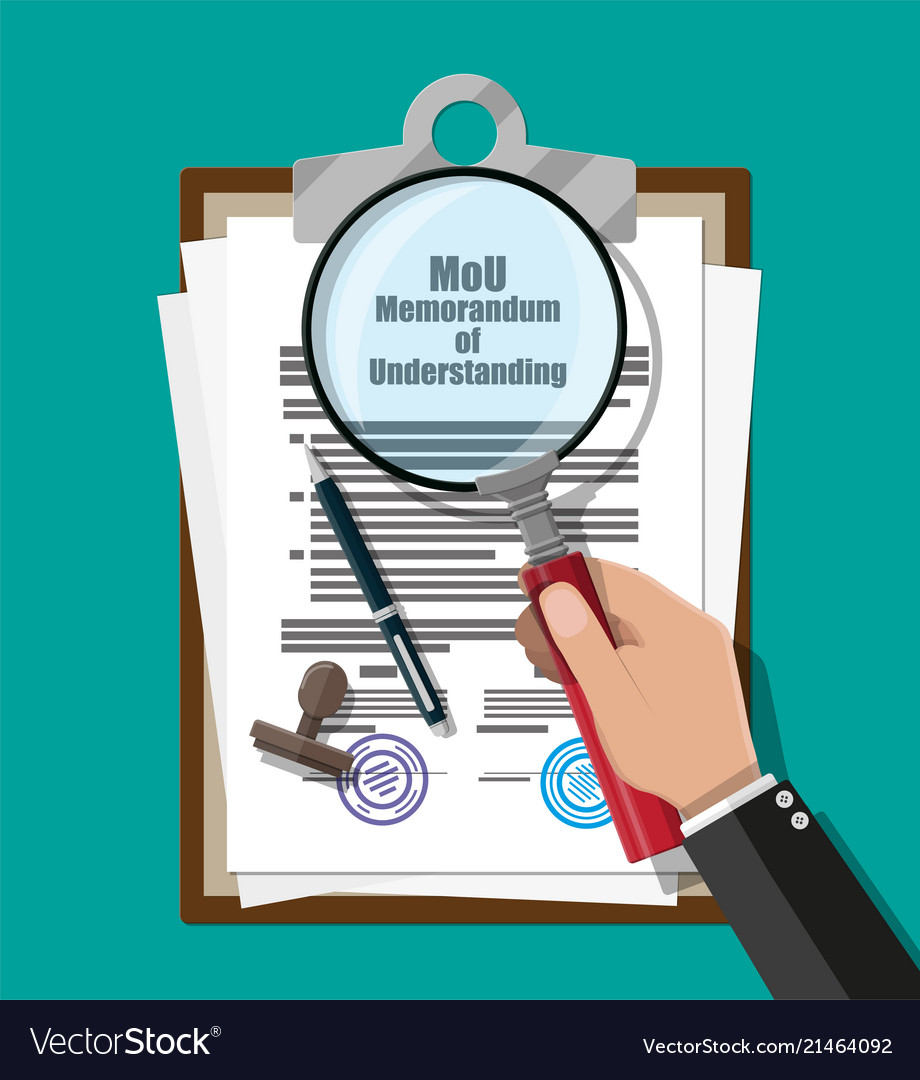 MoU
Memorandum
of
Understanding
VectorStock®
VectorStock.com/21464092